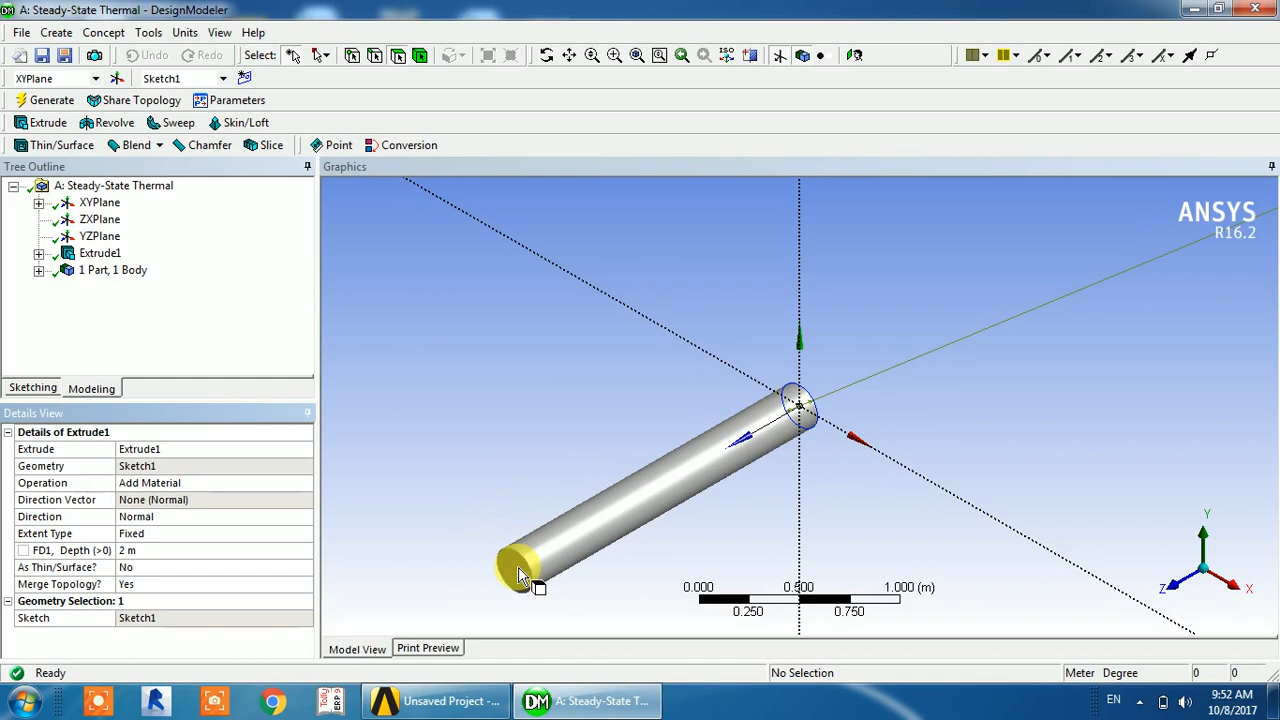 A: Steady-State Thermal - DesignModeler
File Create Concept Tools Units View Help
Undo Redo Select:
XYPlane Sketch1
Generate Share Topology Parameters
Extrude Revolve Sweep Skin/Loft
Thin/Surface Blend Chamfer Slice Point Conversion
Tree Outline
Graphics
A: Steady-State Thermal
XYPlane
ZXPlane
YZPlane
Extrude1
1 Part, 1 Body
ANSYS
R16.2
Sketching Modeling
Details View
Details of Extrude1
Extrude Extrude1
Geometry Sketch1
Operation Add Material
Direction Vector None (Normal)
Direction Normal
Extent Type Fixed
FD1, Depth (>0) 2 m
As Thin/Surface? No
Merge Topology? Yes
Geometry Selection: 1
Sketch Sketch1
0.000 0.500 1.000 (m)
0.250 0.750
Y
Z X
Model View Print Preview
Ready
No Selection
Meter Degree 0 0
Unsaved Project -...
A: Steady-State T...
EN
9:52 AM
10/8/2017